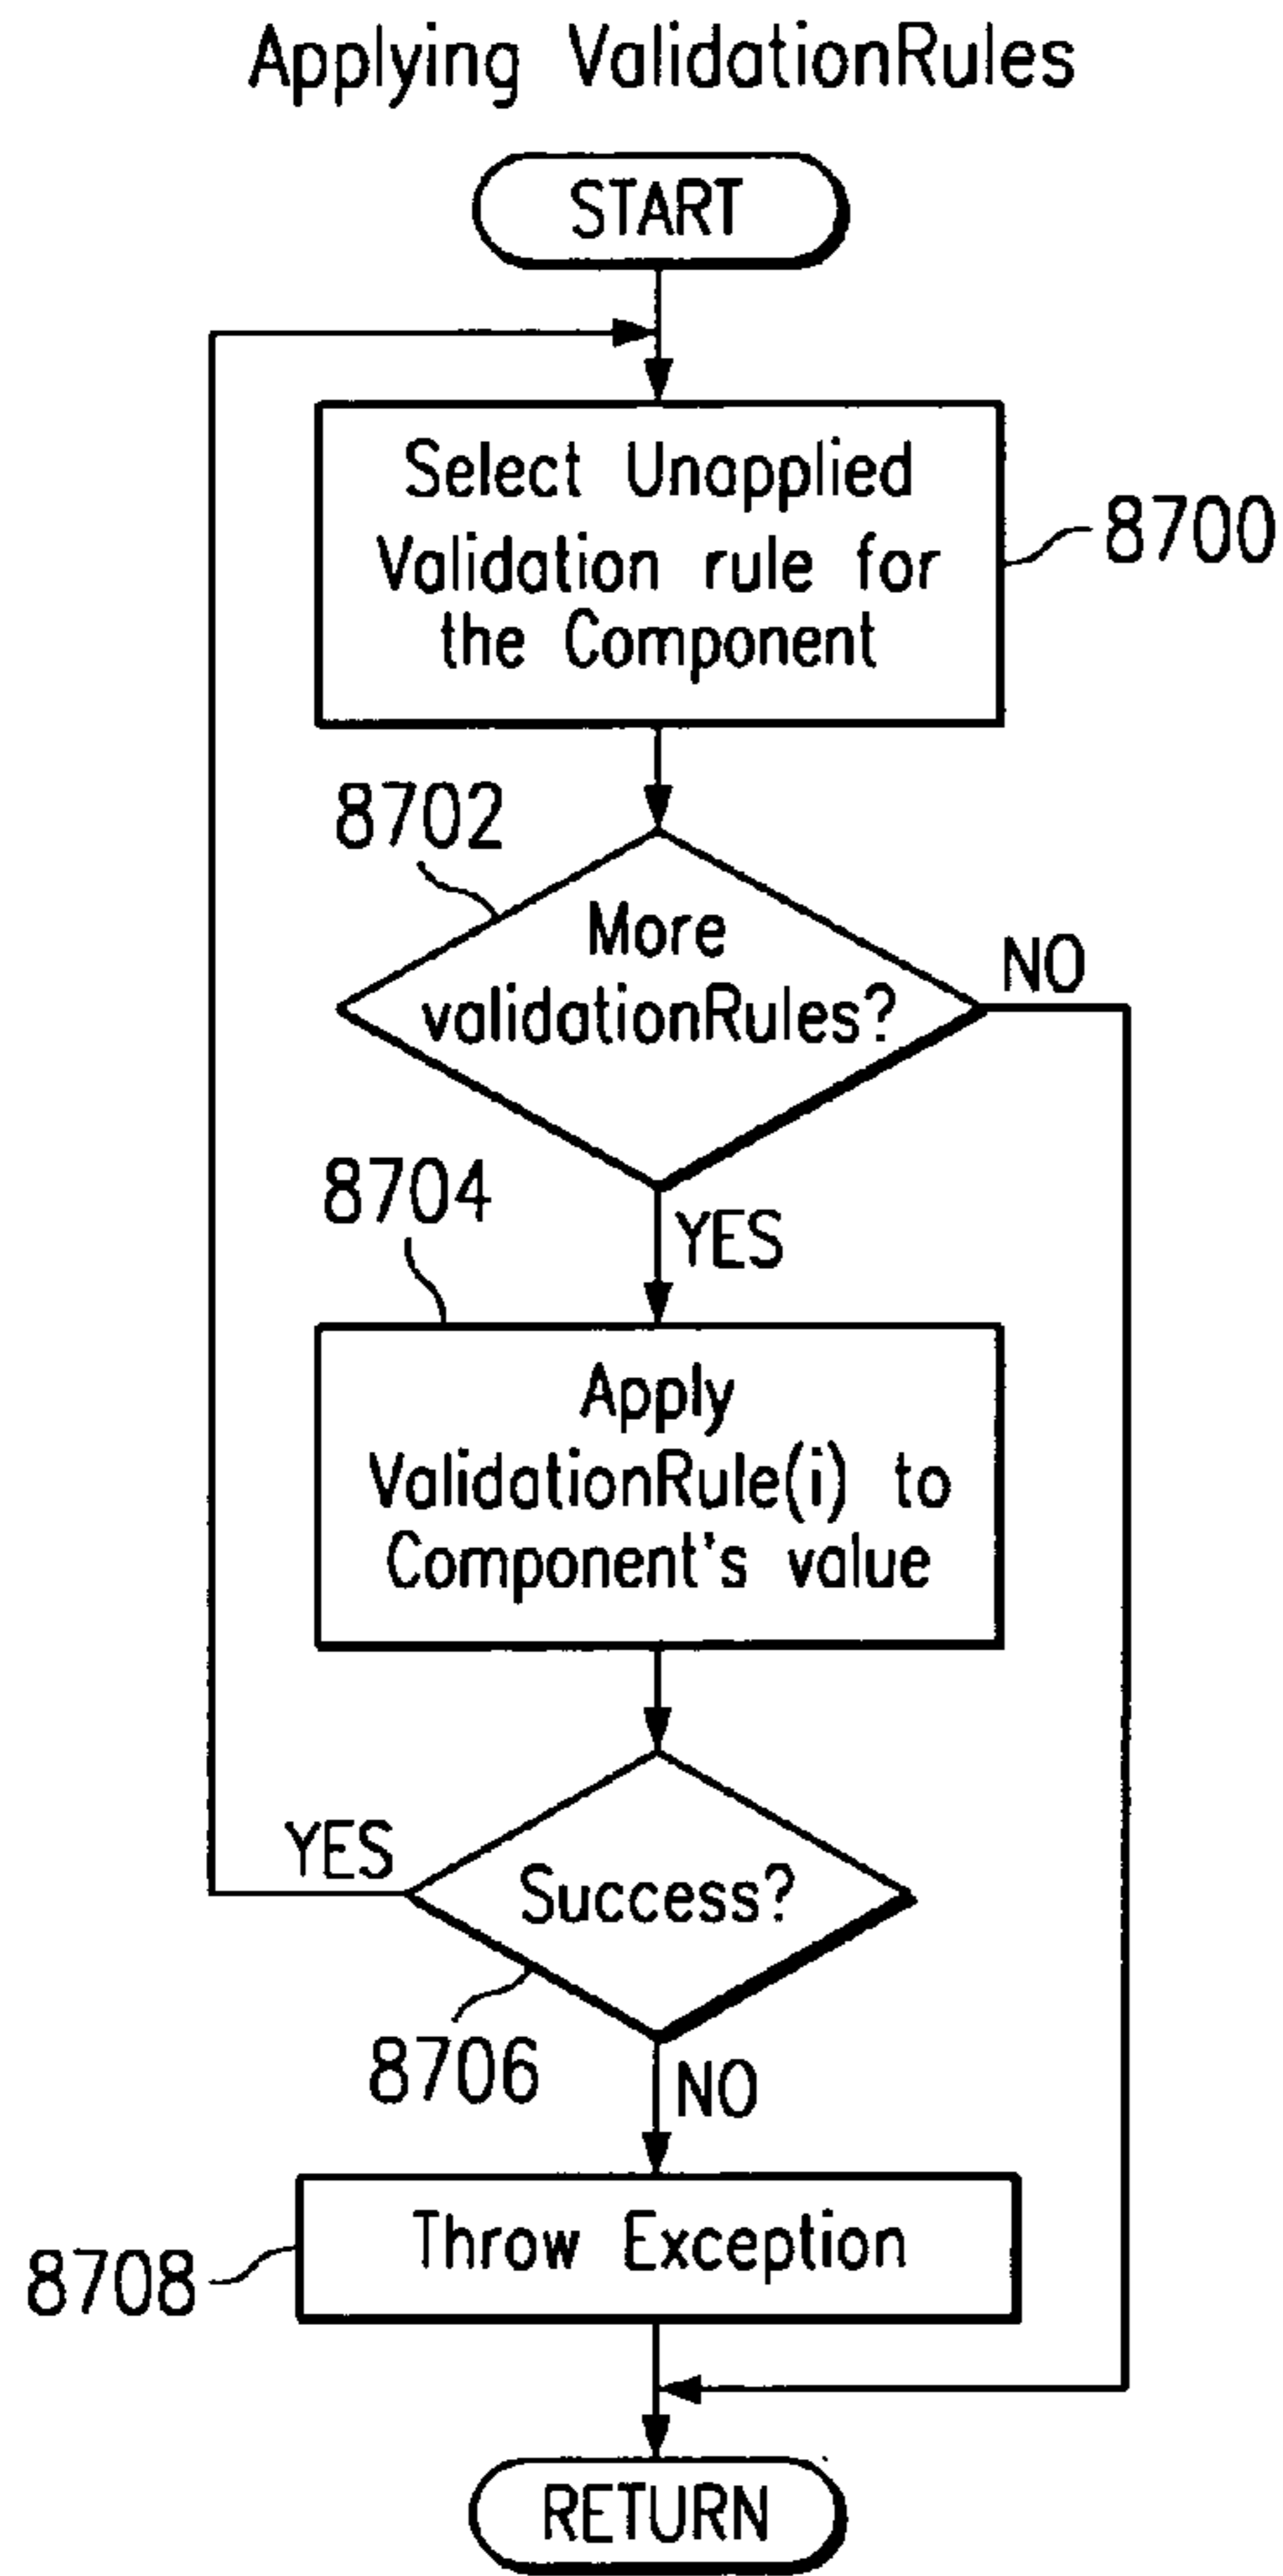 Applying ValidationRules
START
Select Unapplied
Validation rule for
the Component
8700
8702
More
validationRules?
NO
8704
YES
Apply
ValidationRule(i) to
Component's value
YES
Success?
8706
NO
Throw Exception
8708
RETURN